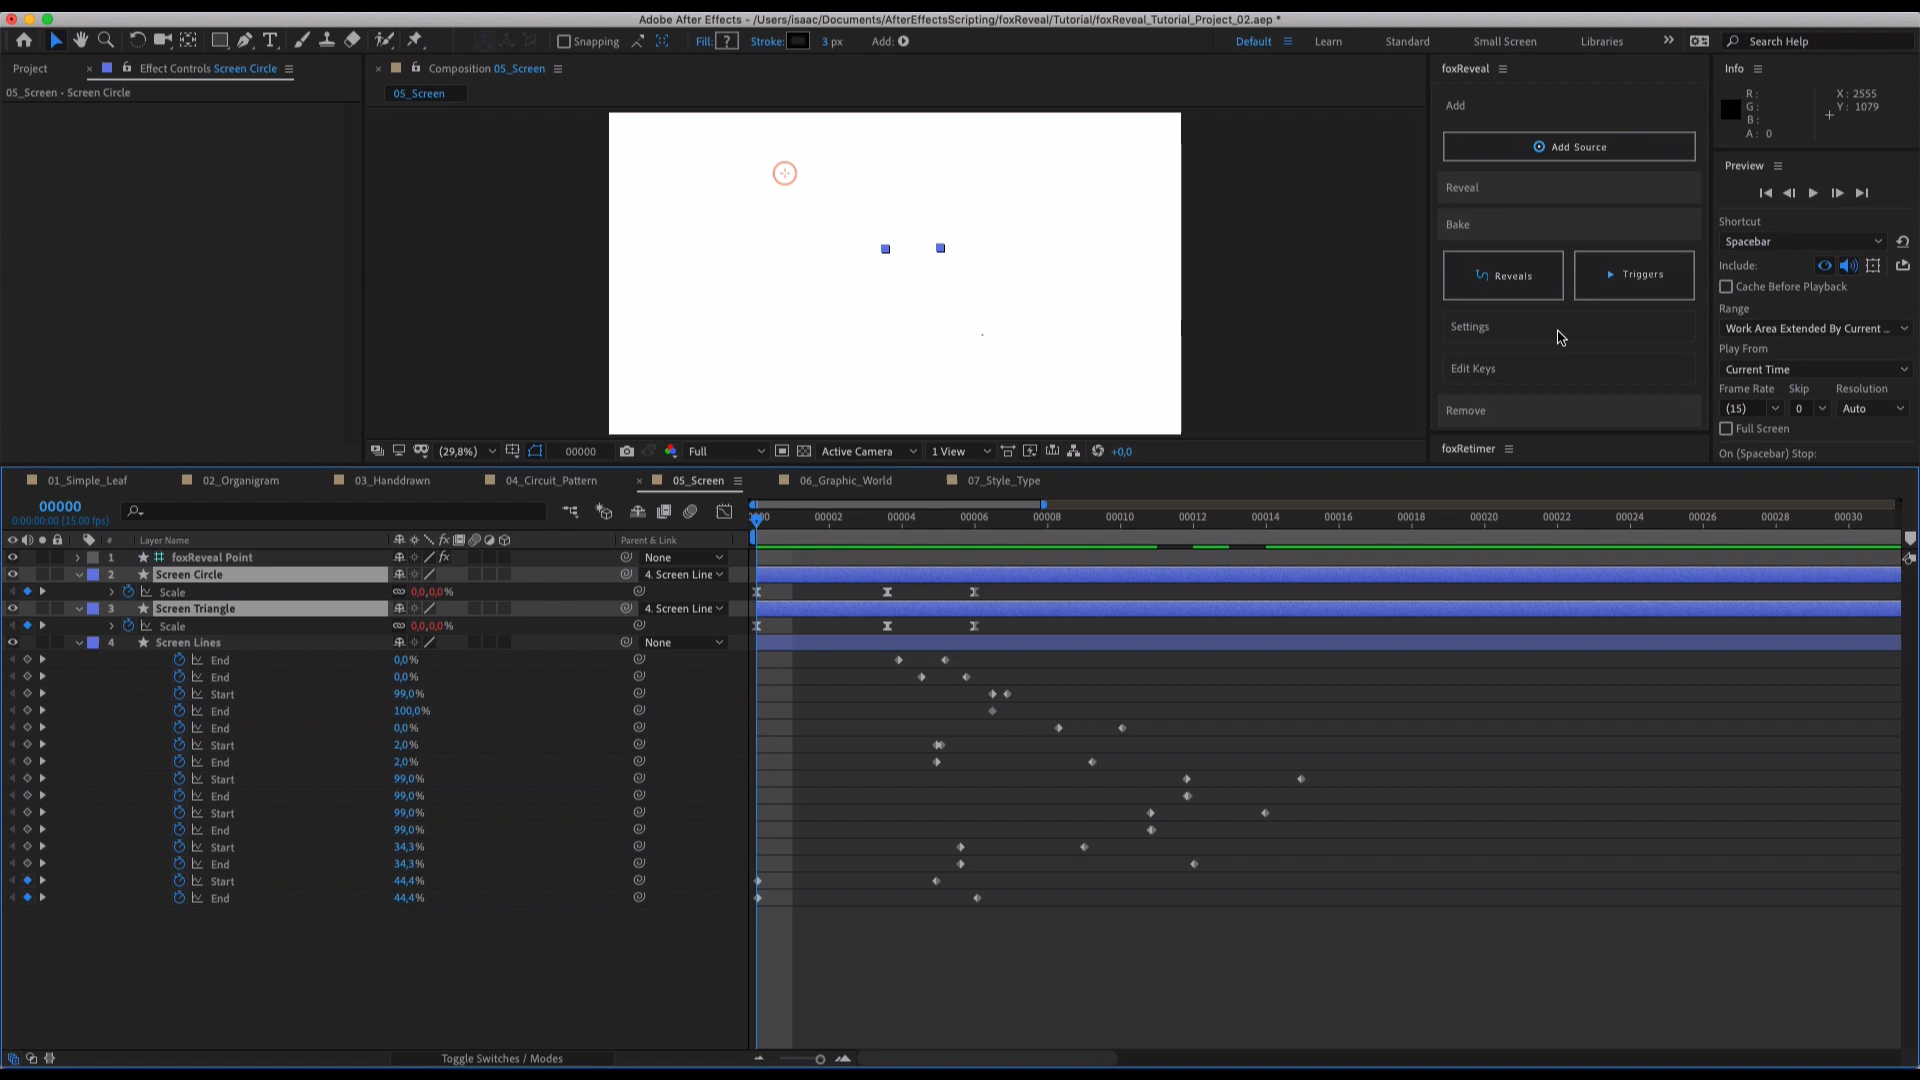 Adobe After Effects - /Users/isaac/Documents/AfterEffectsScripting/foxReveal/Tutorial/foxReveal_Tutorial_Project_02.aep *
Snapping
Fill: ?
Stroke:
3 px
Add:
Default
Learn
Standard
Small Screen
Libraries
Search Help
Project
Effect Controls Screen Circle
05_Screen • Screen Circle
Composition 05_Screen
05_Screen
(29,8%)
00000
Full
Active Camera
1 View
+0,0
foxReveal
Add
Add Source
Reveal
Bake
Reveals
Triggers
Settings
Edit Keys
Remove
foxRetimer
Info
R :
G :
B :
A : 0
X : 2555
Y : 1079
Preview
Shortcut
Spacebar
Include:
Cache Before Playback
Range
Work Area Extended By Current ...
Play From
Current Time
Frame Rate Skip Resolution
(15) 0 Auto
Full Screen
On (Spacebar) Stop:
01_Simple_Leaf
02_Organigram
03_Handdrawn
04_Circuit_Pattern
05_Screen
06_Graphic_World
07_Style_Type
00000
0:00:00:00 (15.00 fps)
00002 00004 00006 00008 00010 00012 00014 00016 00018 00020 00022 00024 00026 00028 00030
# Layer Name Parent & Link
1 foxReveal Point None
2 Screen Circle 4. Screen Line
Scale 0,0,0,0%
3 Screen Triangle 4. Screen Line
Scale 0,0,0,0%
4 Screen Lines None
End 0,0%
End 0,0%
Start 99,0%
End 100,0%
End 0,0%
Start 2,0%
End 2,0%
Start 99,0%
End 99,0%
Start 99,0%
End 99,0%
Start 34,3%
End 34,3%
Start 44,4%
End 44,4%
Toggle Switches / Modes